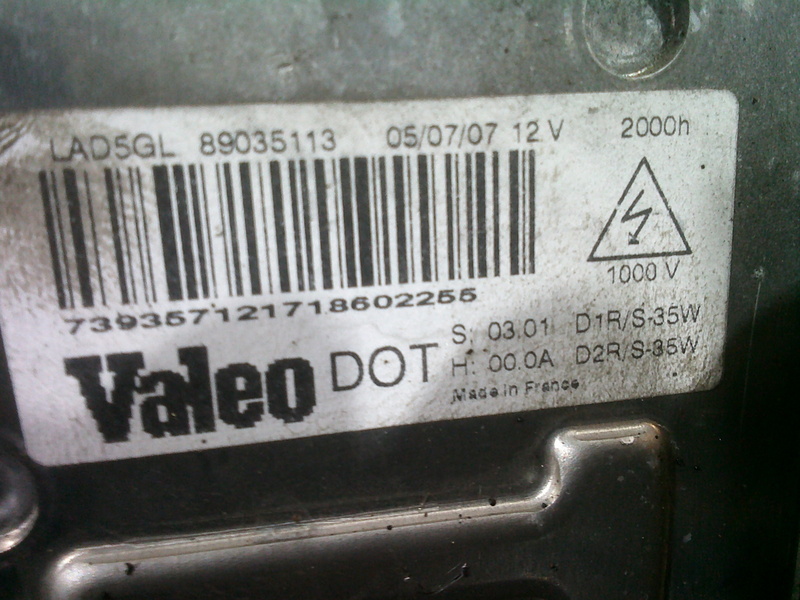 LAD5GL 89035113 05/07/07 12 V 2000h
1000 V
739357121718602255
Valeo DOT
S: 03.01 D1R/S-35W
H: 00.0A D2R/S-35W
Made in France